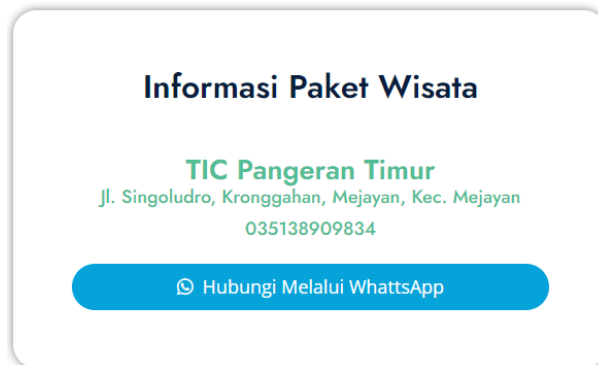 Informasi Paket Wisata
TIC Pangeran Timur
Jl. Singoludro, Kronggahan, Mejayan, Kec. Mejayan
035138909834
Hubungi Melalui WhattsApp